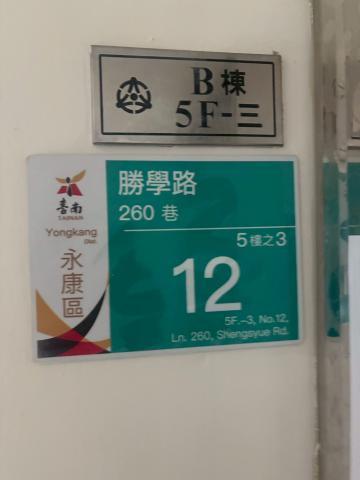 B棟
5F-三
臺南
TAINAN
Yongkang
Dist.
永康區
勝學路
260 巷
5樓之3
12
5F.-3, No.12,
Ln. 260, Shengsyue Rd.